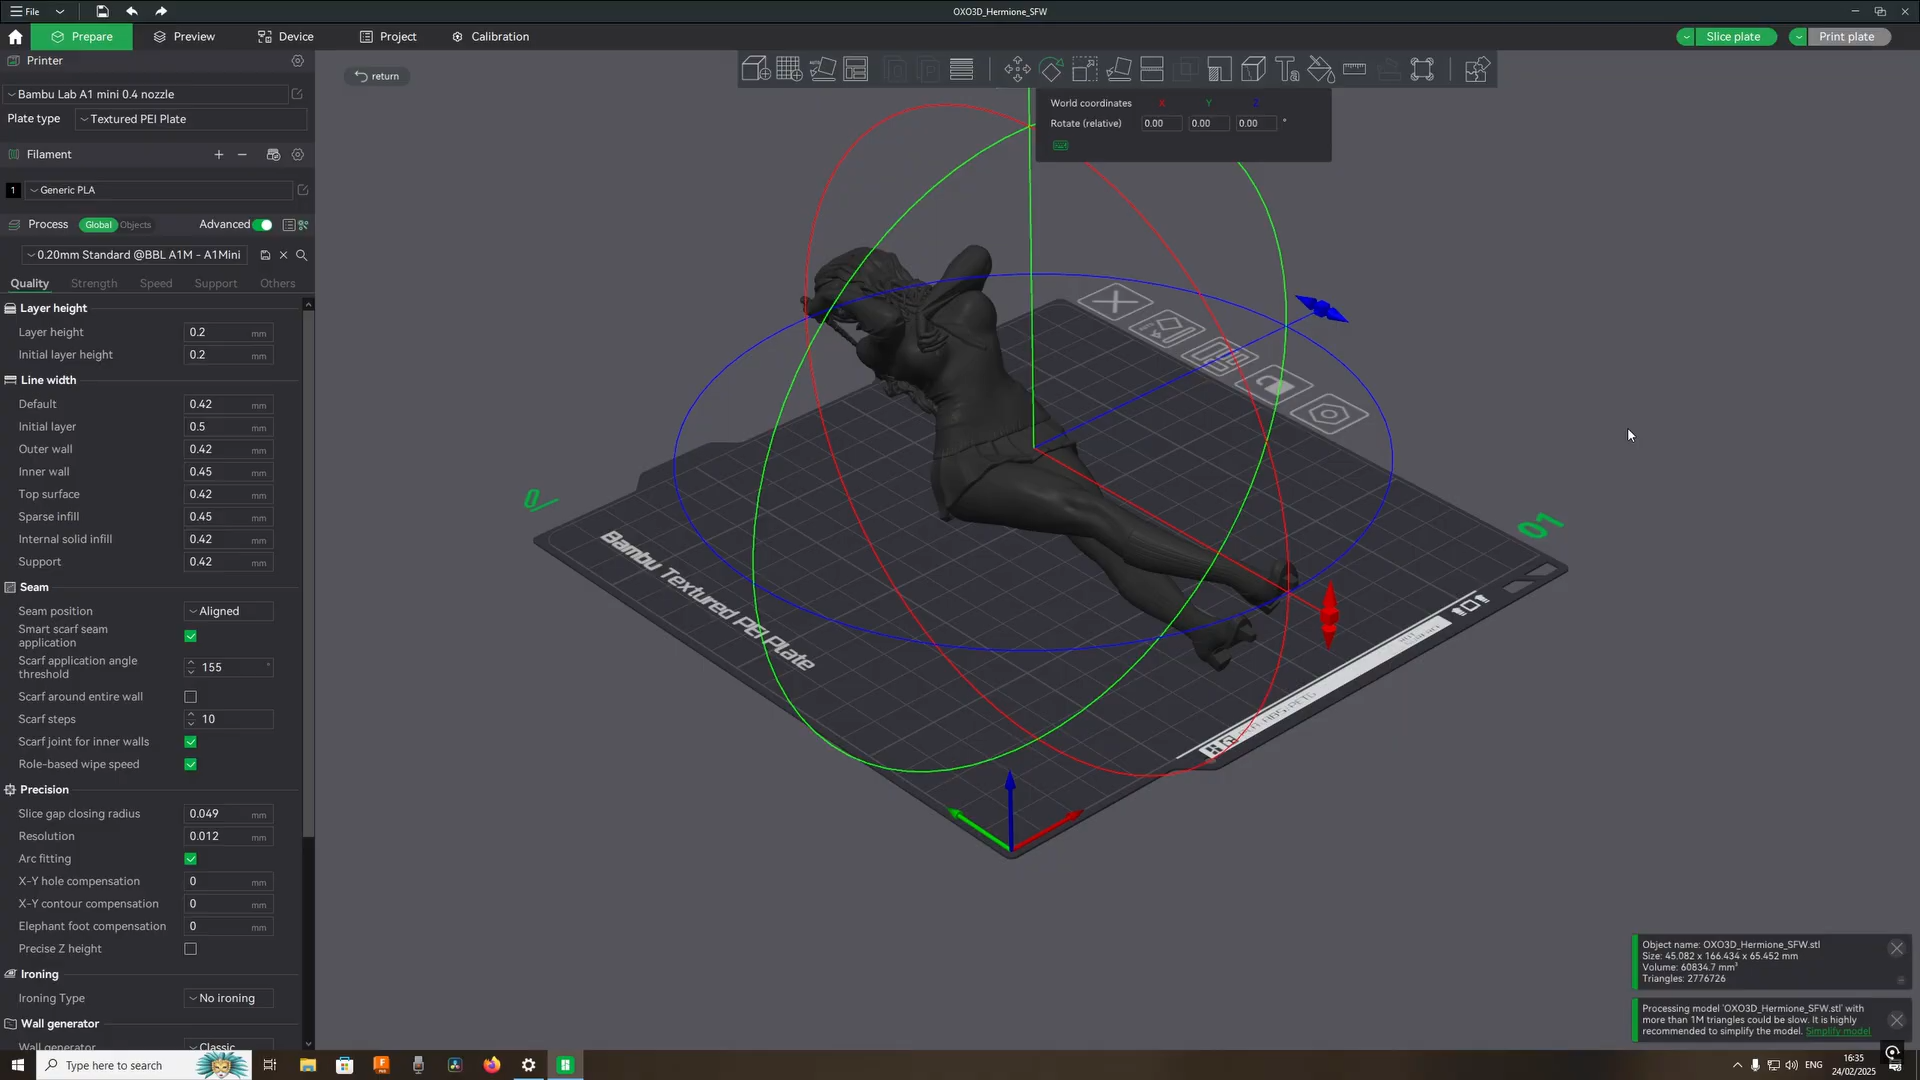 File
OXO3D_Hermione_SFW
Prepare
Preview
Device
Project
Calibration
Slice plate
Print plate
Printer
return
Bambu Lab A1 mini 0.4 nozzle
Plate type
Textured PEI Plate
World coordinates X Y Z
Rotate (relative) 0.00 0.00 0.00 °
Filament
1 Generic PLA
Process Global Objects Advanced
0.20mm Standard @BBL A1M - A1Mini
Quality Strength Speed Support Others
Layer height
Layer height 0.2 mm
Initial layer height 0.2 mm
Line width
Default 0.42 mm
Initial layer 0.5 mm
Outer wall 0.42 mm
Inner wall 0.45 mm
Top surface 0.42 mm
Sparse infill 0.45 mm
Internal solid infill 0.42 mm
Support 0.42 mm
Seam
Seam position Aligned
Smart scarf seam
application
Scarf application angle
threshold 155 °
Scarf around entire wall
Scarf steps 10
Scarf joint for inner walls
Role-based wipe speed
Precision
Slice gap closing radius 0.049 mm
Resolution 0.012 mm
Arc fitting
X-Y hole compensation 0 mm
X-Y contour compensation 0 mm
Elephant foot compensation 0 mm
Precise Z height
Ironing
Ironing Type No ironing
Wall generator
Wall generator Classic
01
Bambu Textured PEI Plate
Object name: OXO3D_Hermione_SFW.stl
Size: 45.082 x 166.434 x 65.452 mm
Volume: 60834.7 mm³
Triangles: 2776726
Processing model 'OXO3D_Hermione_SFW.stl' with
more than 1M triangles could be slow. It is highly
recommended to simplify the model. Simplify model
Type here to search
ENG
16:35
24/02/2025